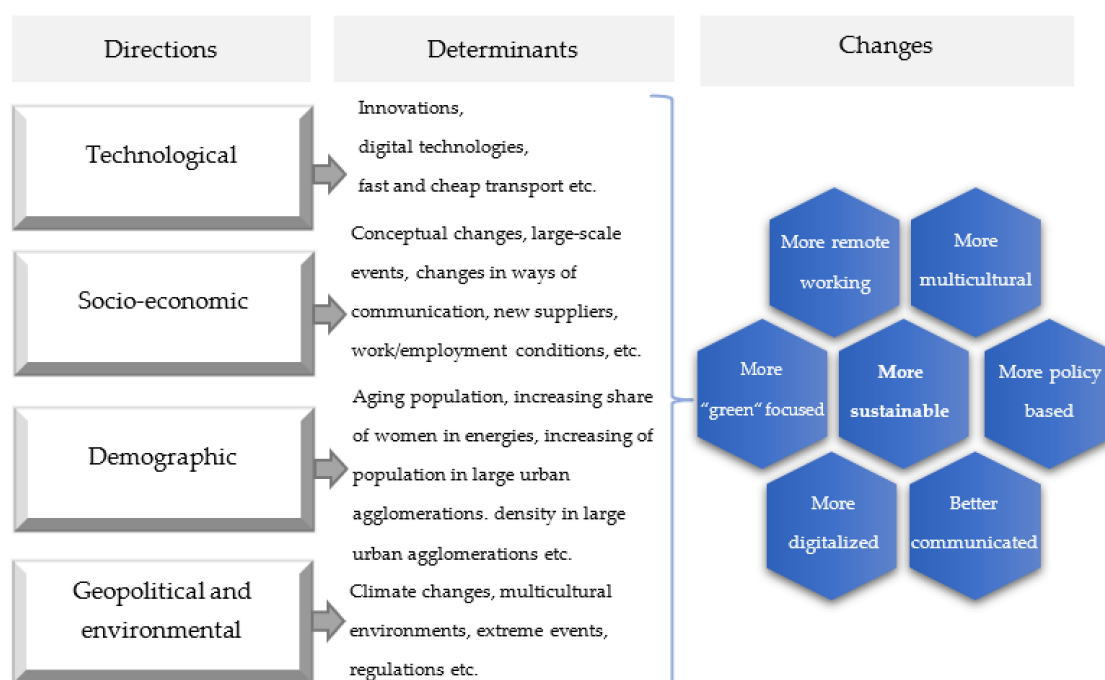 Directions
Determinants
Changes
Technological
Innovations,
digital technologies,
fast and cheap transport etc.
Socio-economic
Conceptual changes, large-scale
events, changes in ways of
communication, new suppliers,
work/employment conditions, etc.
Demographic
Aging population, increasing share
of women in energies, increasing of
population in large urban
agglomerations. density in large
urban agglomerations etc.
Geopolitical and
environmental
Climate changes, multicultural
environments, extreme events,
regulations etc.
More remote
working
More
multicultural
More
“green“ focused
More
sustainable
More policy
based
More
digitalized
Better
communicated